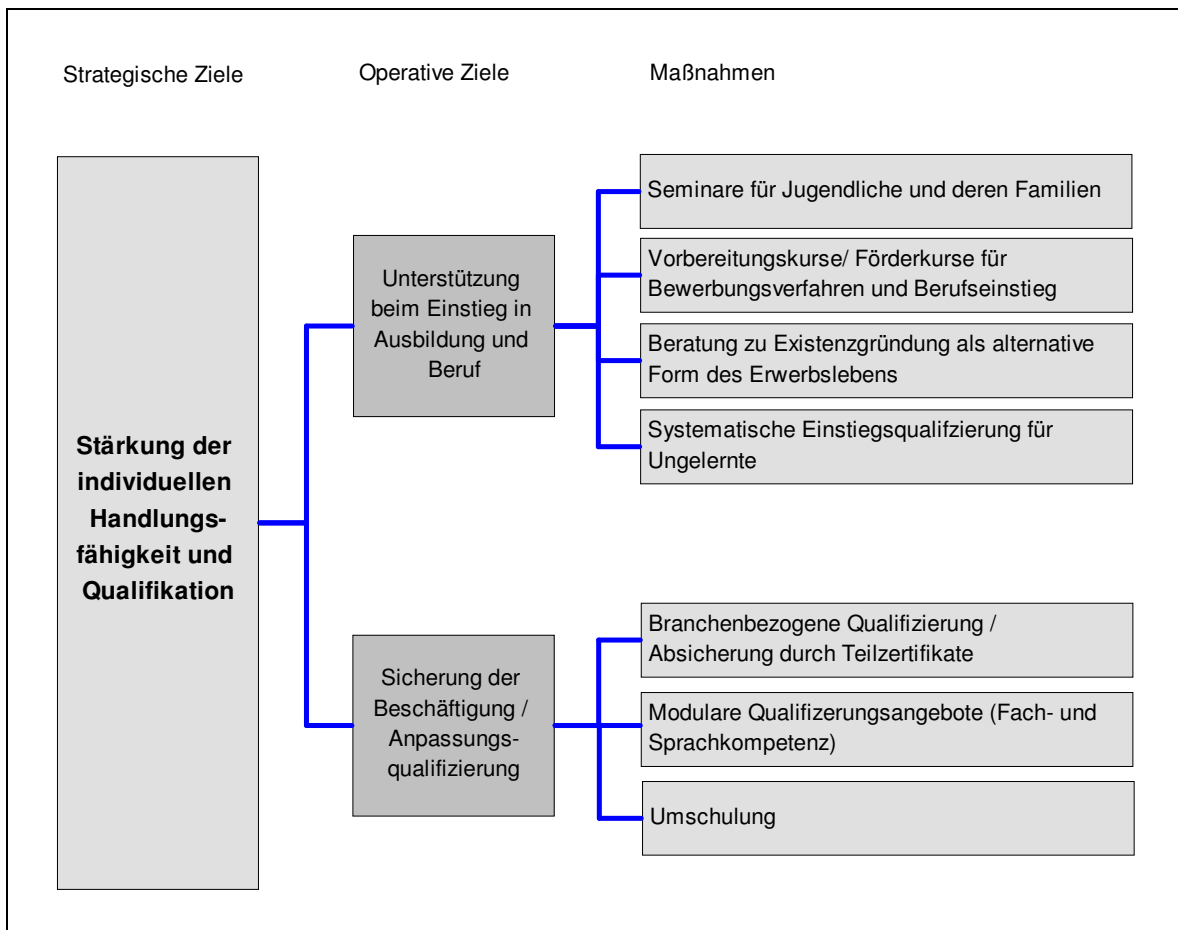 Strategische Ziele
Operative Ziele
Maßnahmen
Stärkung der
individuellen
Handlungs-
fähigkeit und
Qualifikation
Unterstützung
beim Einstieg in
Ausbildung und
Beruf
Seminare für Jugendliche und deren Familien
Vorbereitungskurse/ Förderkurse für
Bewerbungsverfahren und Berufseinstieg
Beratung zu Existenzgründung als alternative
Form des Erwerbslebens
Systematische Einstiegsqualifzierung für
Ungelernte
Sicherung der
Beschäftigung /
Anpassungs-
qualifizierung
Branchenbezogene Qualifizierung /
Absicherung durch Teilzertifikate
Modulare Qualifizerungsangebote (Fach- und
Sprachkompetenz)
Umschulung